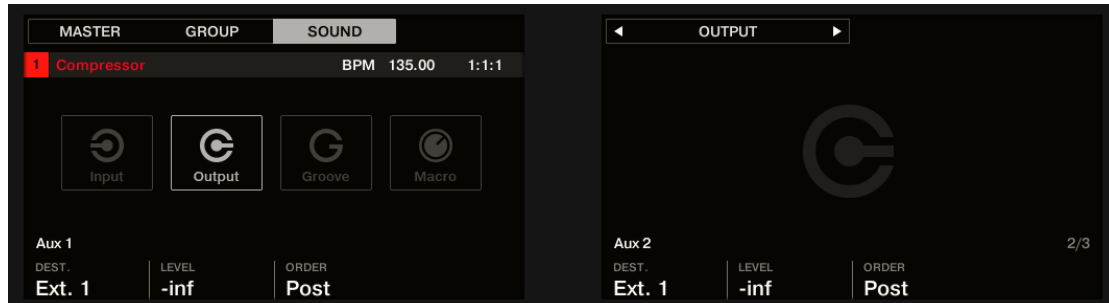 MASTER GROUP SOUND
1 Compressor BPM 135.00 1:1:1
Input Output Groove Macro
Aux 1
DEST. LEVEL ORDER
Ext. 1 -inf Post
OUTPUT
Aux 2 2/3
DEST. LEVEL ORDER
Ext. 1 -inf Post